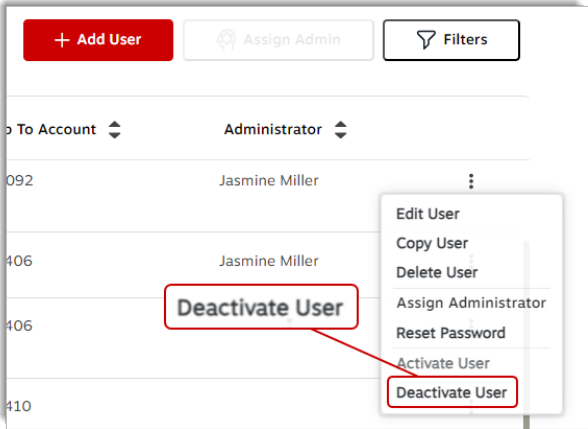 + Add User
Assign Admin
Filters
To Account
Administrator
092
Jasmine Miller
Edit User
Copy User
406
Jasmine Miller
Delete User
Assign Administrator
Deactivate User
406
Reset Password
Activate User
Deactivate User
410